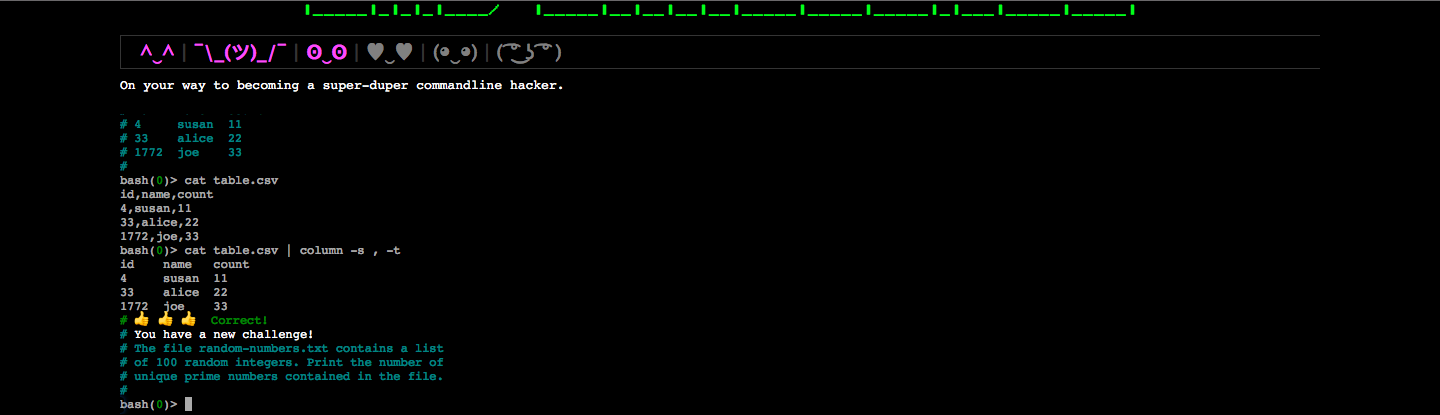 ^‿^ | ¯\_(ツ)_/¯ | ʘ‿ʘ | ♥‿♥ | (◕‿◕) | ( ͡° ͜ʖ ͡°)
On your way to becoming a super-duper commandline hacker.
# 4     susan  11
# 33    alice  22
# 1772  joe    33
#
bash(0)> cat table.csv
id,name,count
4,susan,11
33,alice,22
1772,joe,33
bash(0)> cat table.csv | column -s , -t
id    name   count
4     susan  11
33    alice  22
1772  joe    33
# 👍 👍 👍  Correct!
# You have a new challenge!
# The file random-numbers.txt contains a list
# of 100 random integers. Print the number of
# unique prime numbers contained in the file.
#
bash(0)>